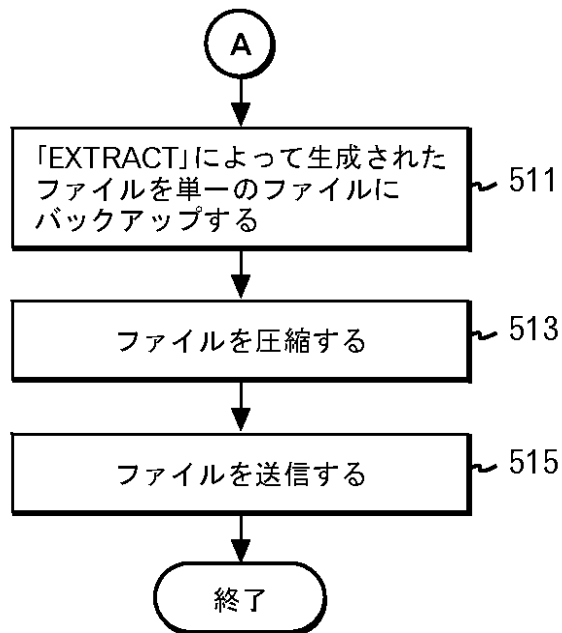 A
「EXTRACT」によって生成された
ファイルを単一のファイルに
バックアップする
511
ファイルを圧縮する
513
ファイルを送信する
515
終了